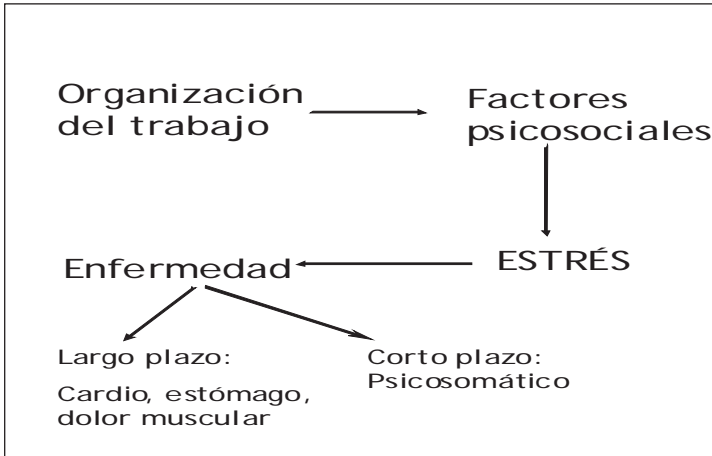 Organización
del trabajo
Factores
psicosociales
ESTRÉS
Enfermedad
Largo plazo:
Cardio, estómago,
dolor muscular
Corto plazo:
Psicosomático